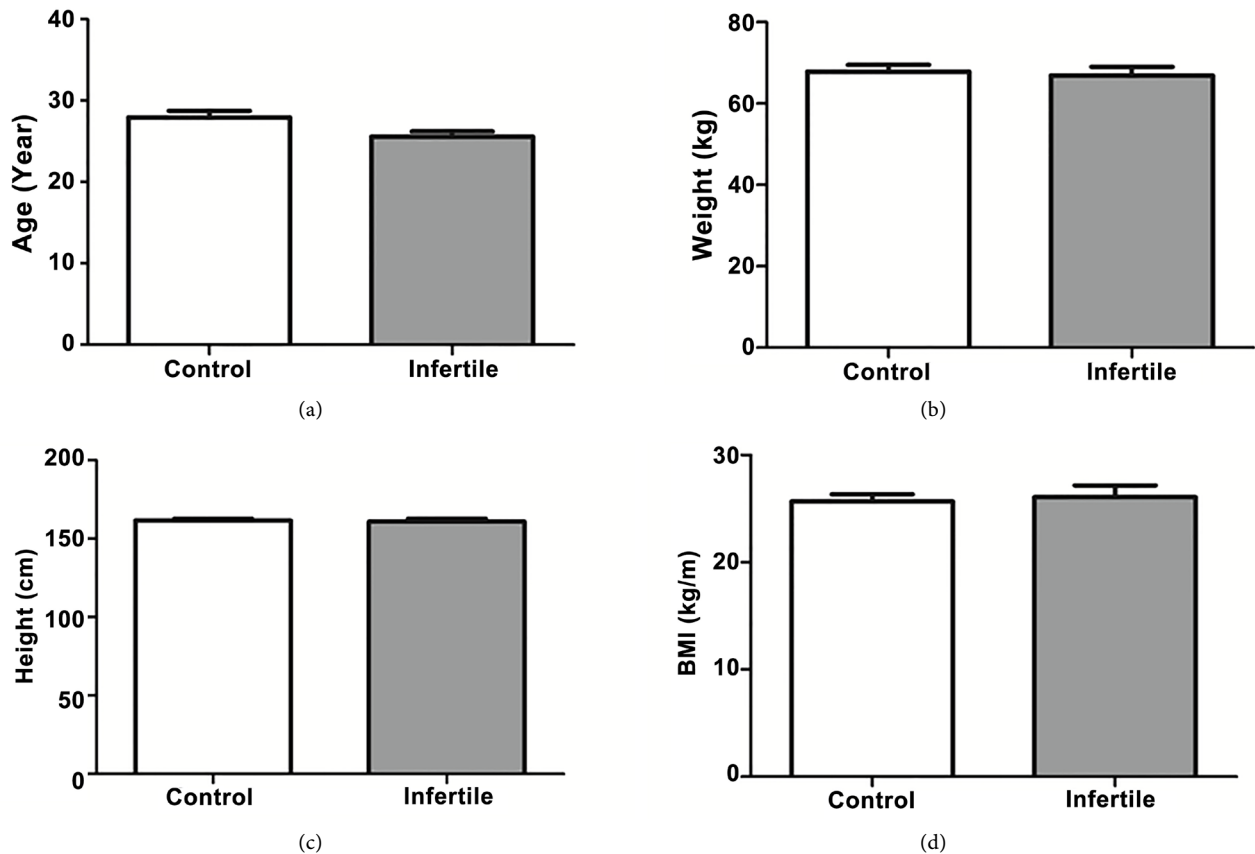 40
30
20
10
0
Age (Year)
Control Infertile
(a)
80
60
40
20
0
Weight (kg)
Control Infertile
(b)
200
150
100
50
0
Height (cm)
Control Infertile
(c)
30
20
10
0
BMI (kg/m)
Control Infertile
(d)